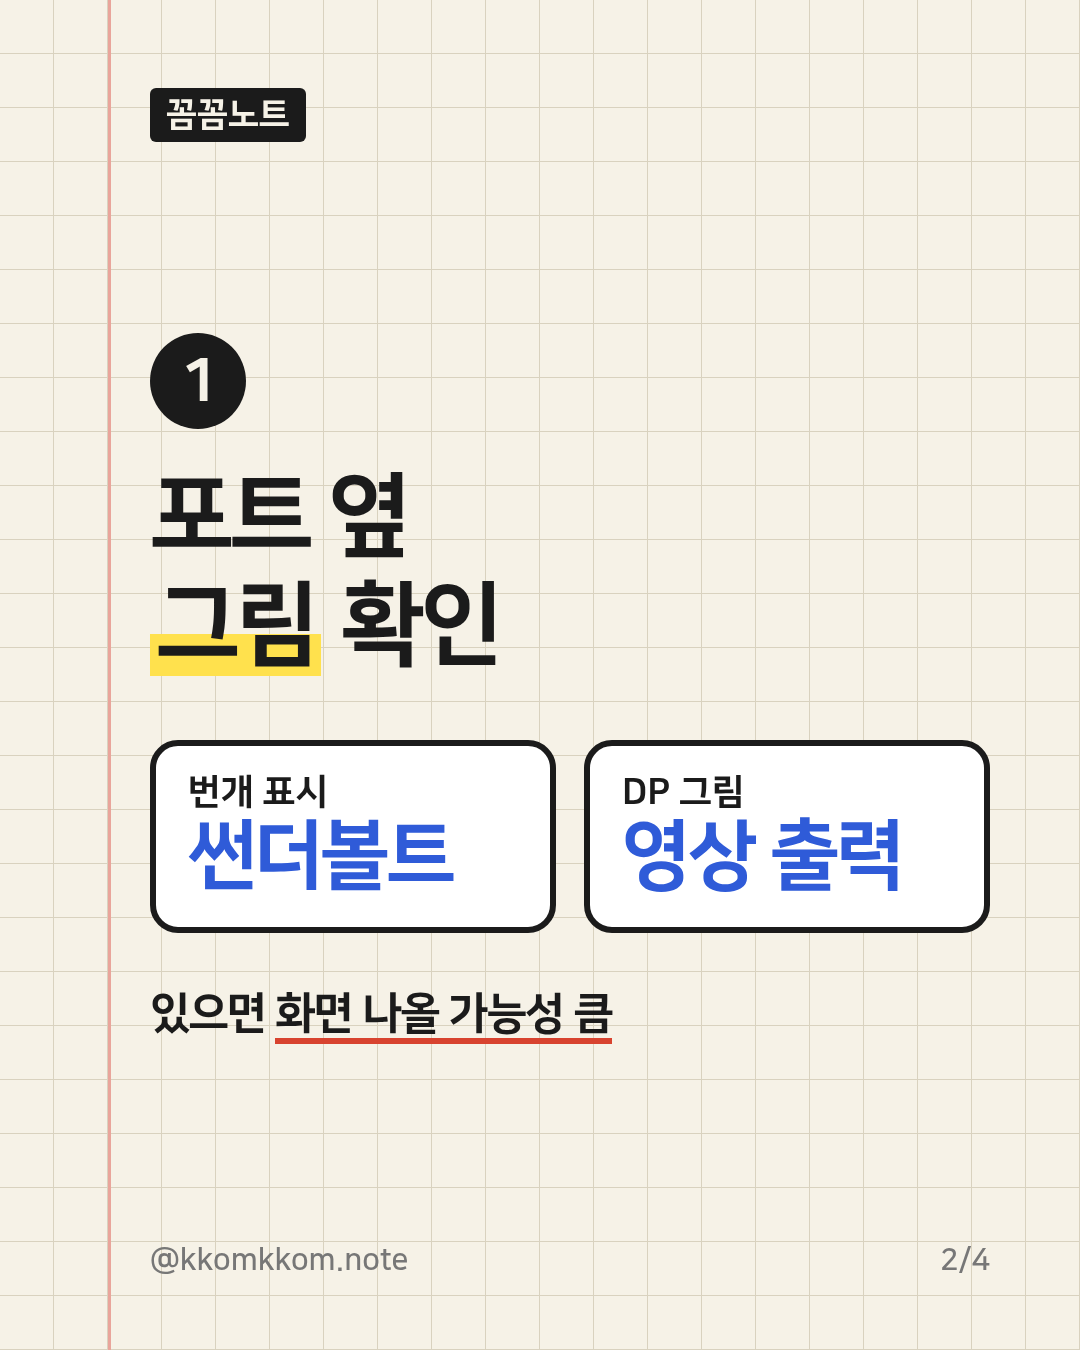 꼼꼼노트
1
포트 옆
그림 확인
번개 표시
썬더볼트
DP 그림
영상 출력
있으면 화면 나올 가능성 큼
@kkomkkom.note
2/4